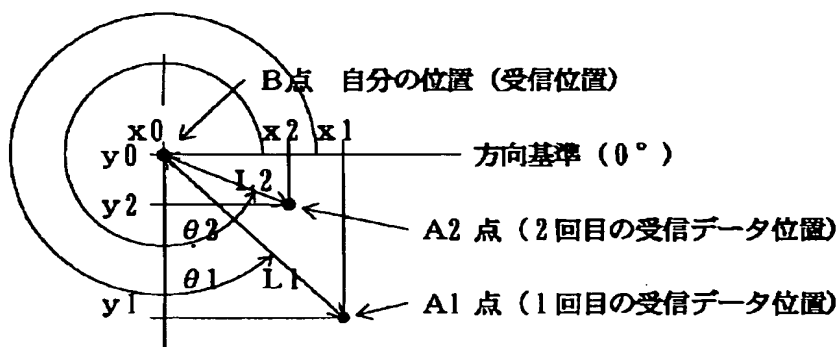 B点 自分の位置(受信位置)
x0 x2 x1
y0 方向基準(0°)
L2
y2
θ2 A2 点(2回目の受信データ位置)
θ1 L1
y1 A1 点(1回目の受信データ位置)